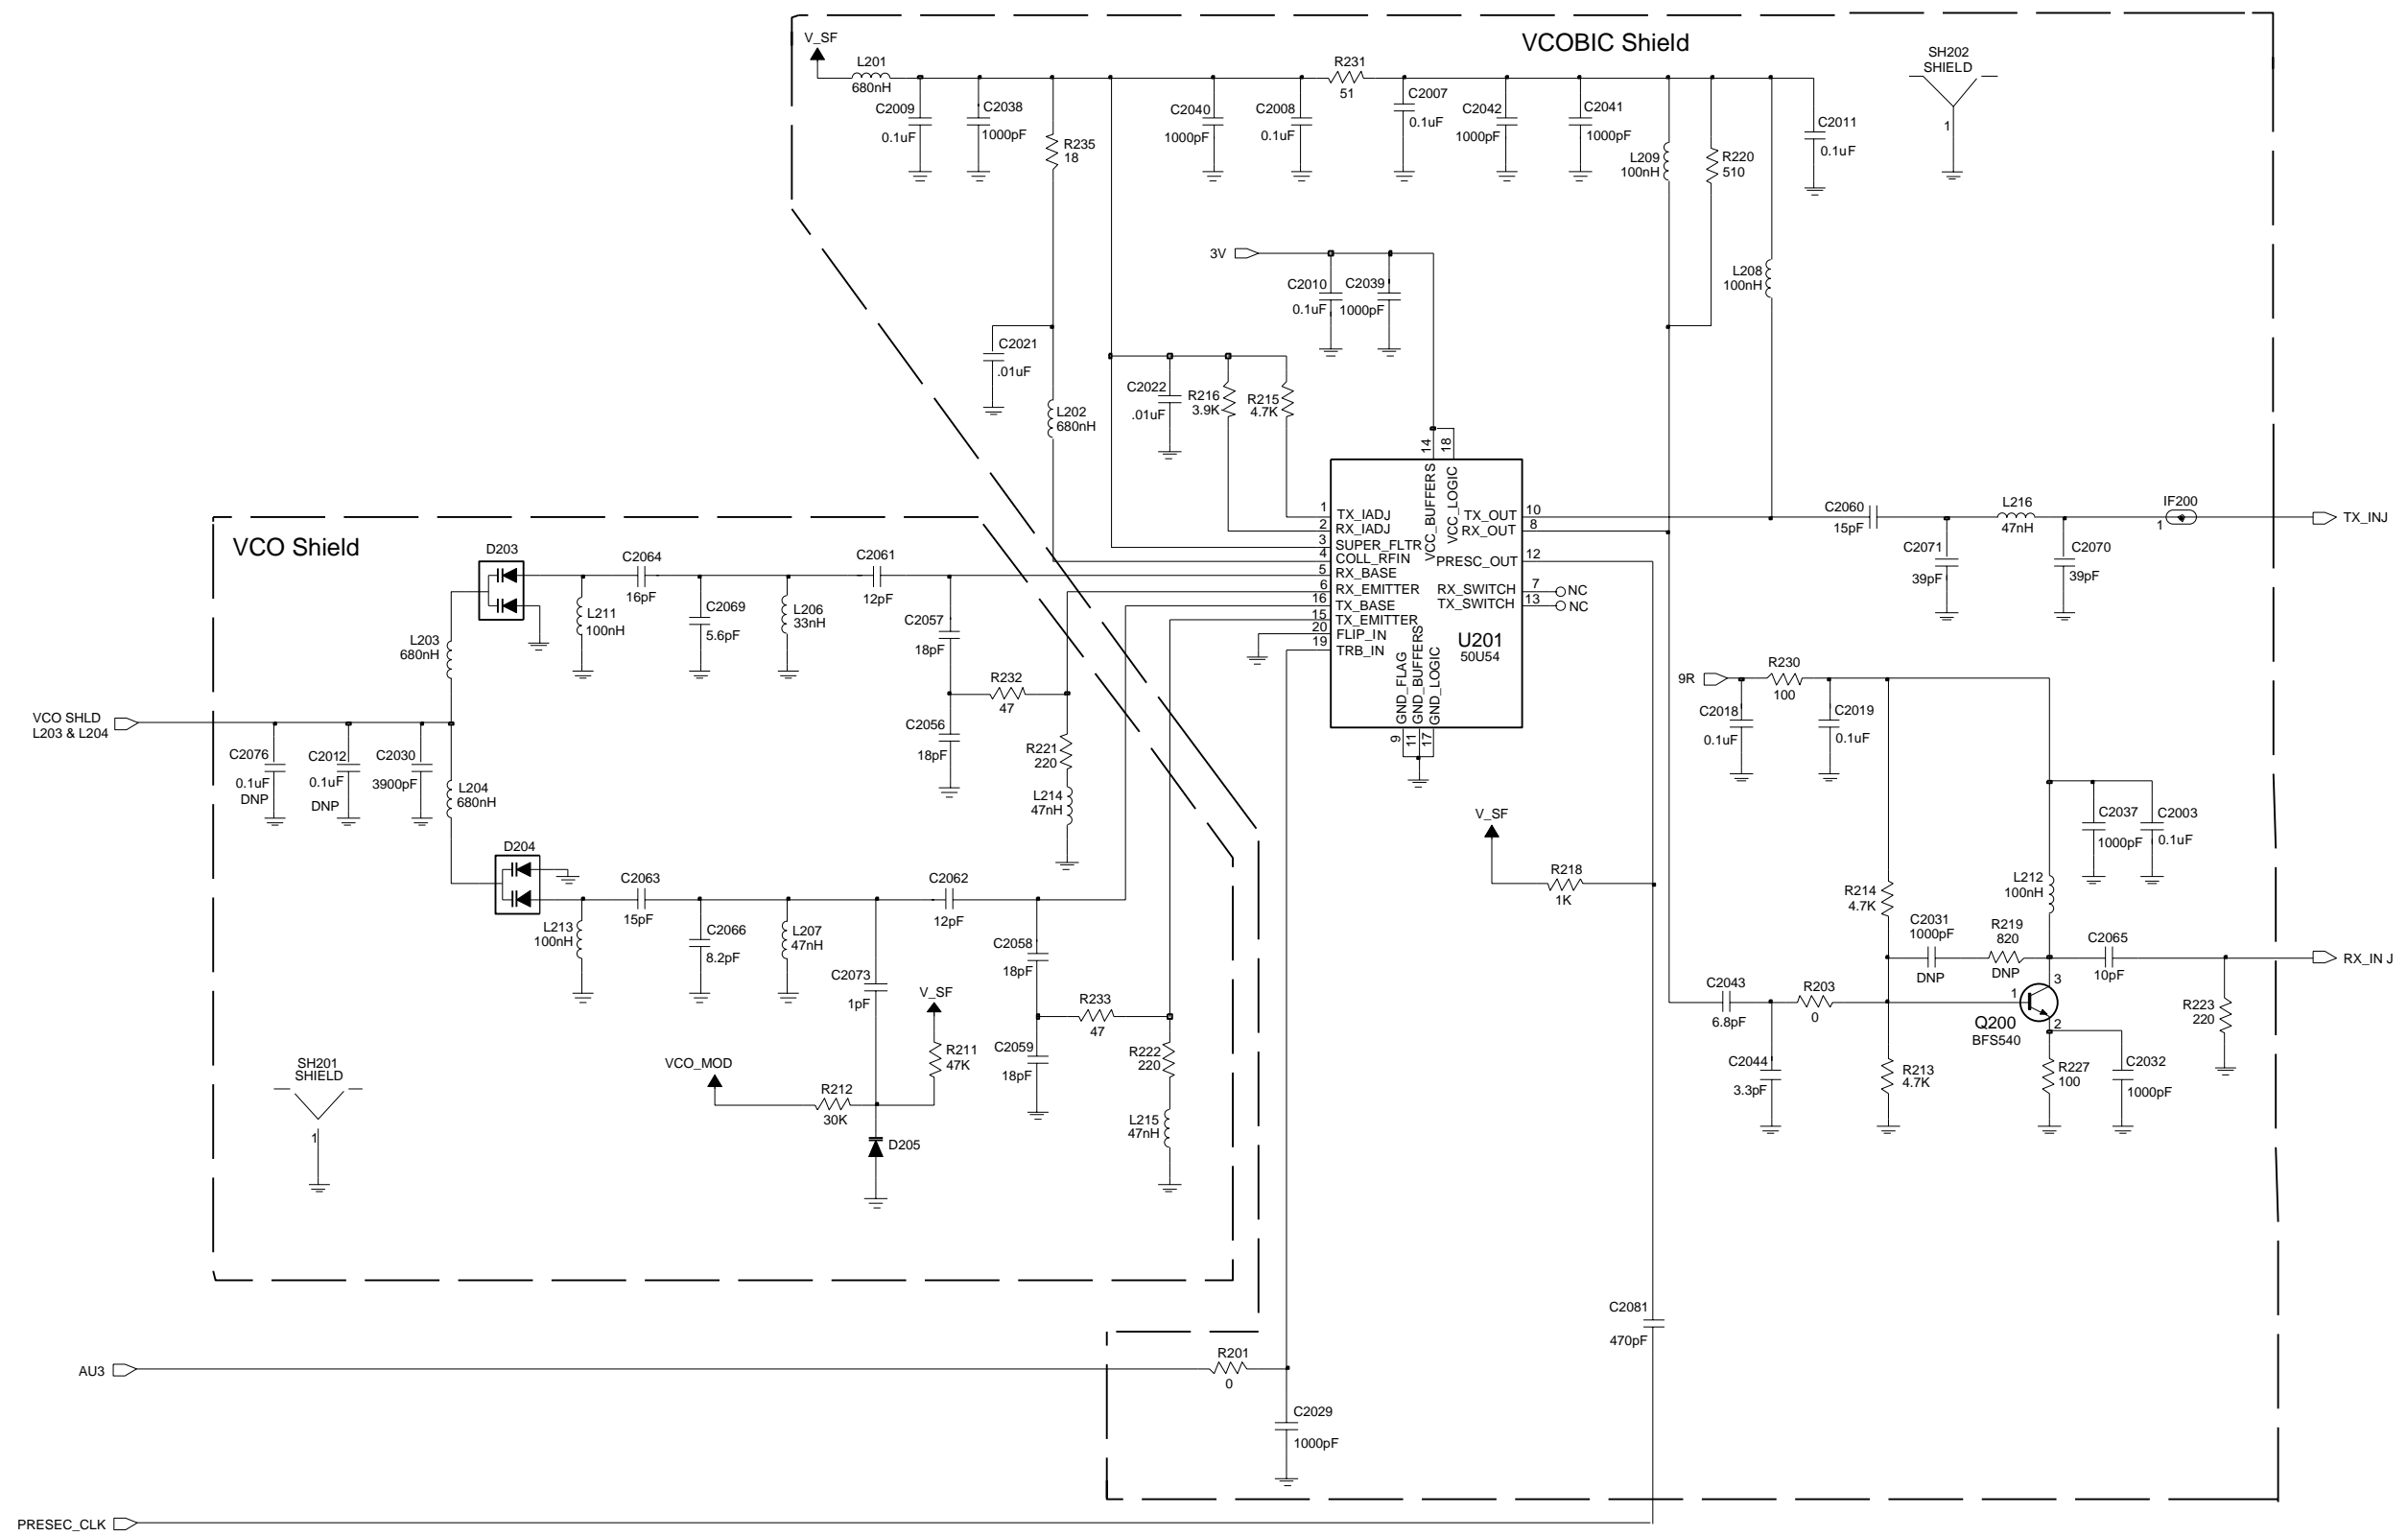 V_SF
VCOBIC Shield
SH202
SHIELD
1
L201
680nH
C2009
0.1uF
C2038
1000pF
R235
18
C2040
1000pF
C2008
0.1uF
R231
51
C2007
0.1uF
C2042
1000pF
C2041
1000pF
L209
100nH
R220
510
C2011
0.1uF
3V
C2010
0.1uF
C2039
1000pF
L208
100nH
C2021
.01uF
L202
680nH
C2022
.01uF
R216
3.9K
R215
4.7K
14
18
VCC_BUFFERS
VCC_LOGIC
1 TX_IADJ
2 RX_IADJ
3 SUPER_FLTR
4 COLL_RFIN
5 RX_BASE
6 RX_EMITTER
16 TX_BASE
15 TX_EMITTER
20 FLIP_IN
19 TRB_IN
TX_OUT 10
RX_OUT 8
PRESC_OUT 12
RX_SWITCH 7 NC
TX_SWITCH 13 NC
U201
50U54
GND_FLAG
GND_BUFFERS
GND_LOGIC
9
11
17
C2060
15pF
C2071
39pF
L216
47nH
C2070
39pF
IF200
1
TX_INJ
VCO Shield
D203
C2064
16pF
L211
100nH
C2069
5.6pF
L206
33nH
C2061
12pF
L203
680nH
C2057
18pF
R232
47
C2056
18pF
R221
220
L214
47nH
VCO SHLD
L203 & L204
C2076
0.1uF
DNP
C2012
0.1uF
DNP
C2030
3900pF
L204
680nH
D204
C2063
15pF
L213
100nH
C2066
8.2pF
L207
47nH
C2062
12pF
C2073
1pF
C2058
18pF
R233
47
C2059
18pF
R222
220
L215
47nH
V_SF
R211
47K
VCO_MOD
R212
30K
D205
SH201
SHIELD
1
9R
R230
100
C2018
0.1uF
C2019
0.1uF
C2037
1000pF
C2003
0.1uF
V_SF
R218
1K
R214
4.7K
L212
100nH
C2031
1000pF
DNP
R219
820
DNP
C2065
10pF
RX_IN J
C2043
6.8pF
R203
0
1
3
2
Q200
BFS540
R223
220
C2044
3.3pF
R213
4.7K
R227
100
C2032
1000pF
C2081
470pF
AU3
R201
0
C2029
1000pF
PRESEC_CLK